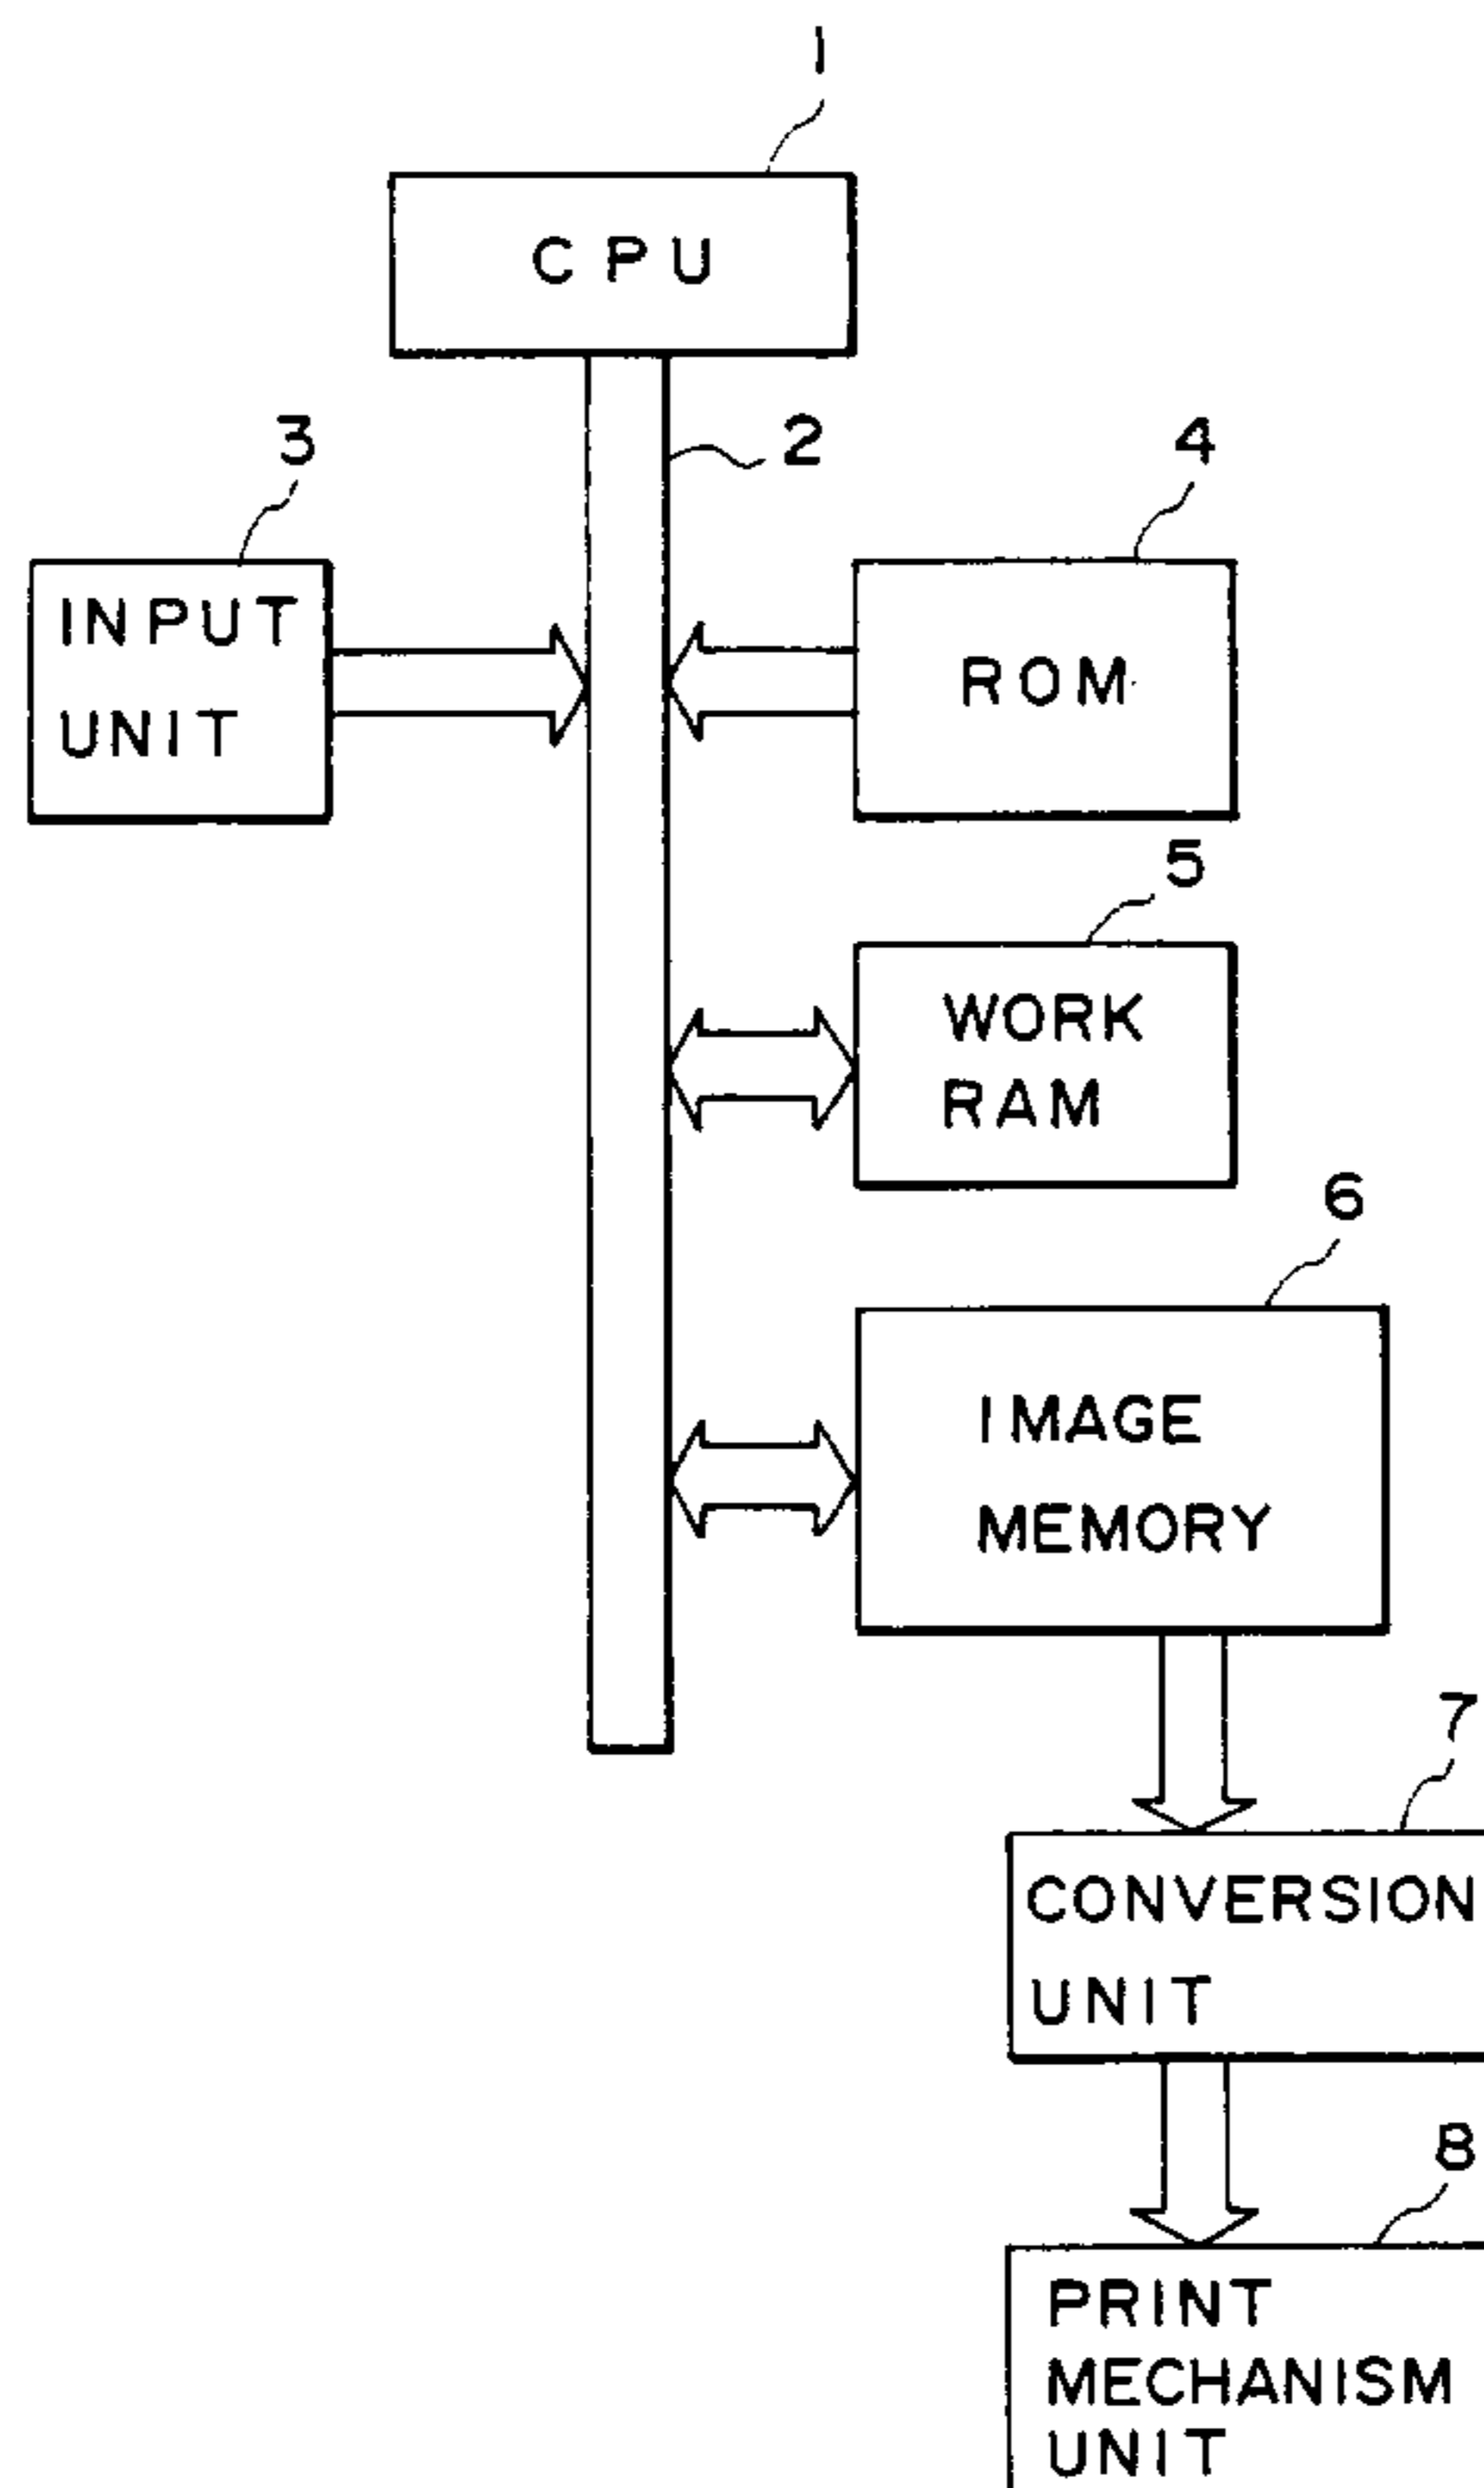 1
CPU
2
3
INPUT
UNIT
4
ROM
5
WORK
RAM
6
IMAGE
MEMORY
7
CONVERSION
UNIT
8
PRINT
MECHANISM
UNIT